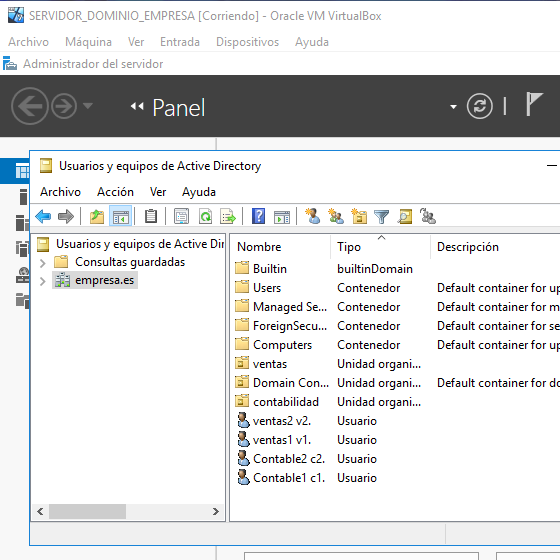 SERVIDOR_DOMINIO_EMPRESA [Corriendo] - Oracle VM VirtualBox
Archivo Máquina Ver Entrada Dispositivos Ayuda
Administrador del servidor
Panel
Usuarios y equipos de Active Directory
Archivo Acción Ver Ayuda
Usuarios y equipos de Active Dir
Consultas guardadas
empresa.es
Nombre Tipo Descripción
Builtin builtinDomain
Users Contenedor Default container for up
Managed Se... Contenedor Default container for m
ForeignSecu... Contenedor Default container for se
Computers Contenedor Default container for up
ventas Unidad organi...
Domain Con... Unidad organi... Default container for do
contabilidad Unidad organi...
ventas2 v2. Usuario
ventas1 v1. Usuario
Contable2 c2. Usuario
Contable1 c1. Usuario